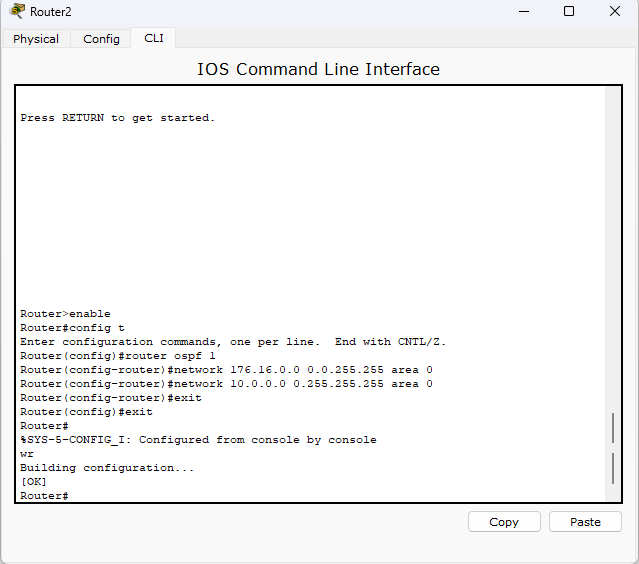 Router2
Physical Config CLI
IOS Command Line Interface
Press RETURN to get started.
Router>enable
Router#config t
Enter configuration commands, one per line.  End with CNTL/Z.
Router(config)#router ospf 1
Router(config-router)#network 176.16.0.0 0.0.255.255 area 0
Router(config-router)#network 10.0.0.0 0.255.255.255 area 0
Router(config-router)#exit
Router(config)#exit
Router#
%SYS-5-CONFIG_I: Configured from console by console
wr
Building configuration...
[OK]
Router#
Copy Paste